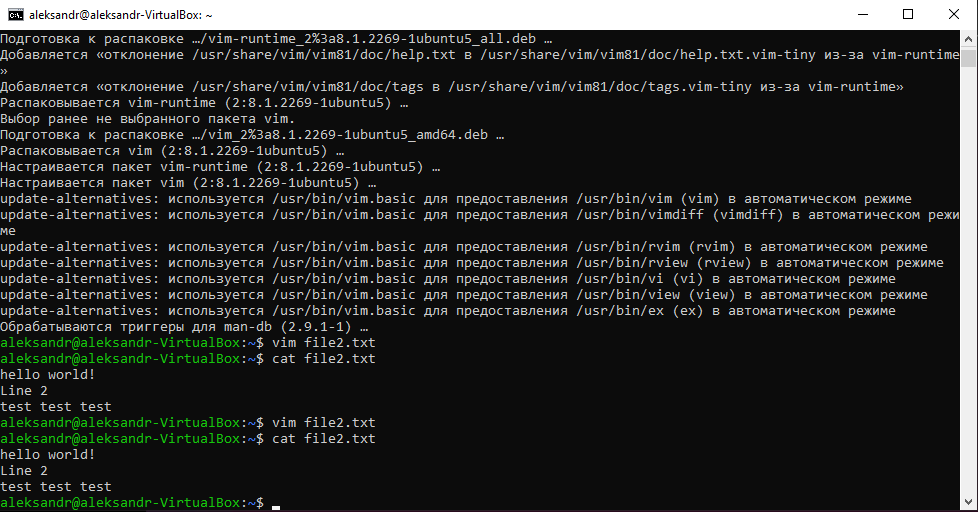 aleksandr@aleksandr-VirtualBox: ~
Подготовка к распаковке …/vim-runtime_2%3a8.1.2269-1ubuntu5_all.deb …
Добавляется «отклонение /usr/share/vim/vim81/doc/help.txt в /usr/share/vim/vim81/doc/help.txt.vim-tiny из-за vim-runtime
»
Добавляется «отклонение /usr/share/vim/vim81/doc/tags в /usr/share/vim/vim81/doc/tags.vim-tiny из-за vim-runtime»
Распаковывается vim-runtime (2:8.1.2269-1ubuntu5) …
Выбор ранее не выбранного пакета vim.
Подготовка к распаковке …/vim_2%3a8.1.2269-1ubuntu5_amd64.deb …
Распаковывается vim (2:8.1.2269-1ubuntu5) …
Настраивается пакет vim-runtime (2:8.1.2269-1ubuntu5) …
Настраивается пакет vim (2:8.1.2269-1ubuntu5) …
update-alternatives: используется /usr/bin/vim.basic для предоставления /usr/bin/vim (vim) в автоматическом режиме
update-alternatives: используется /usr/bin/vim.basic для предоставления /usr/bin/vimdiff (vimdiff) в автоматическом режи
ме
update-alternatives: используется /usr/bin/vim.basic для предоставления /usr/bin/rvim (rvim) в автоматическом режиме
update-alternatives: используется /usr/bin/vim.basic для предоставления /usr/bin/rview (rview) в автоматическом режиме
update-alternatives: используется /usr/bin/vim.basic для предоставления /usr/bin/vi (vi) в автоматическом режиме
update-alternatives: используется /usr/bin/vim.basic для предоставления /usr/bin/view (view) в автоматическом режиме
update-alternatives: используется /usr/bin/vim.basic для предоставления /usr/bin/ex (ex) в автоматическом режиме
Обрабатываются триггеры для man-db (2.9.1-1) …
aleksandr@aleksandr-VirtualBox:~$ vim file2.txt
aleksandr@aleksandr-VirtualBox:~$ cat file2.txt
hello world!
Line 2
test test test
aleksandr@aleksandr-VirtualBox:~$ vim file2.txt
aleksandr@aleksandr-VirtualBox:~$ cat file2.txt
hello world!
Line 2
test test test
aleksandr@aleksandr-VirtualBox:~$